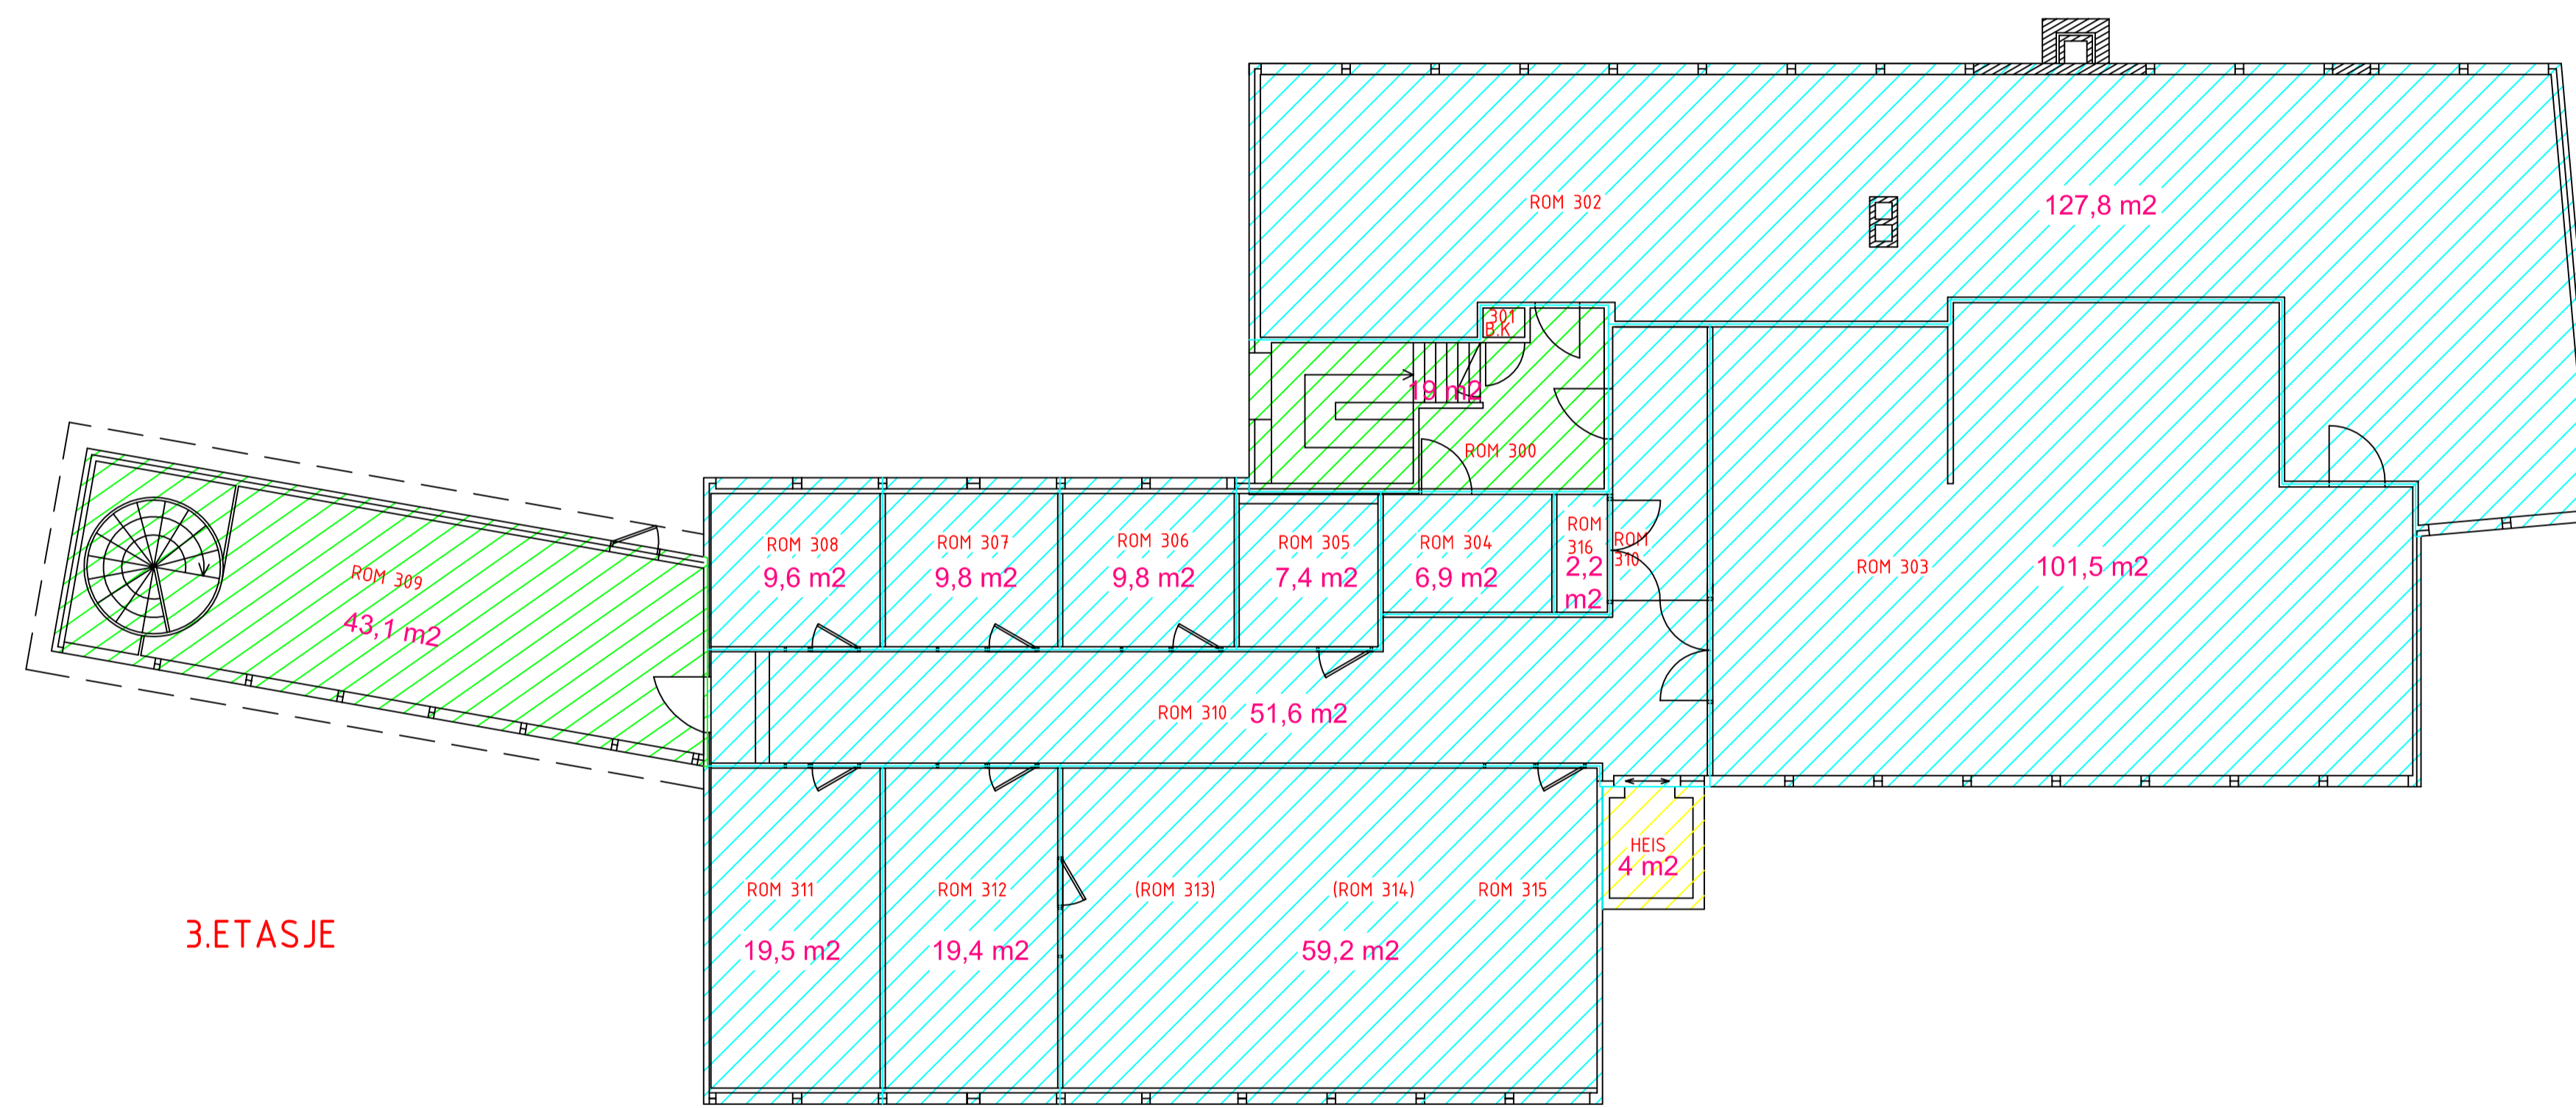 ROM 302
127,8 m2
301
B.K
19 m2
ROM 300
ROM 308
9,6 m2
ROM 307
9,8 m2
ROM 306
9,8 m2
ROM 305
7,4 m2
ROM 304
6,9 m2
ROM
316
2,2
m2
ROM
310
ROM 303
101,5 m2
ROM 309
43,1 m2
ROM 310
51,6 m2
HEIS
4 m2
ROM 311
19,5 m2
ROM 312
19,4 m2
(ROM 313)
(ROM 314)
ROM 315
59,2 m2
3.ETASJE